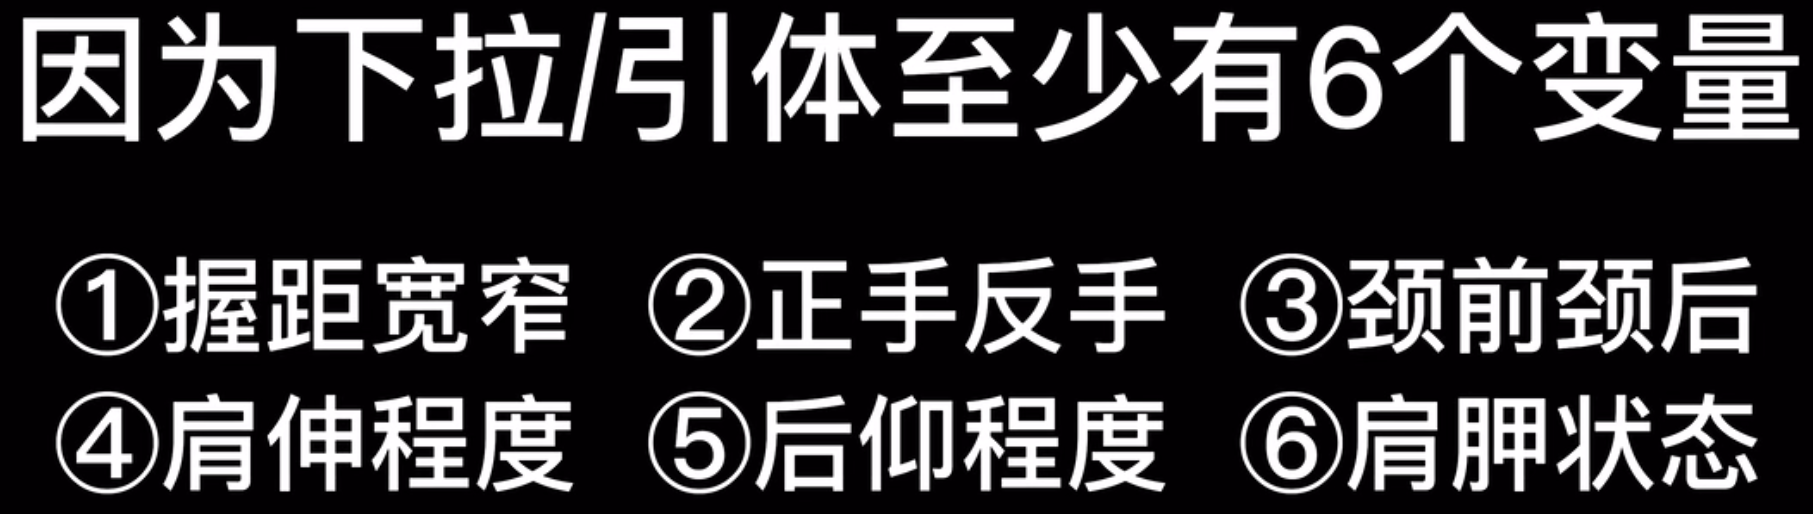 因为下拉/引体至少有6个变量
①握距宽窄 ②正手反手 ③颈前颈后
④肩伸程度 ⑤后仰程度 ⑥肩胛状态